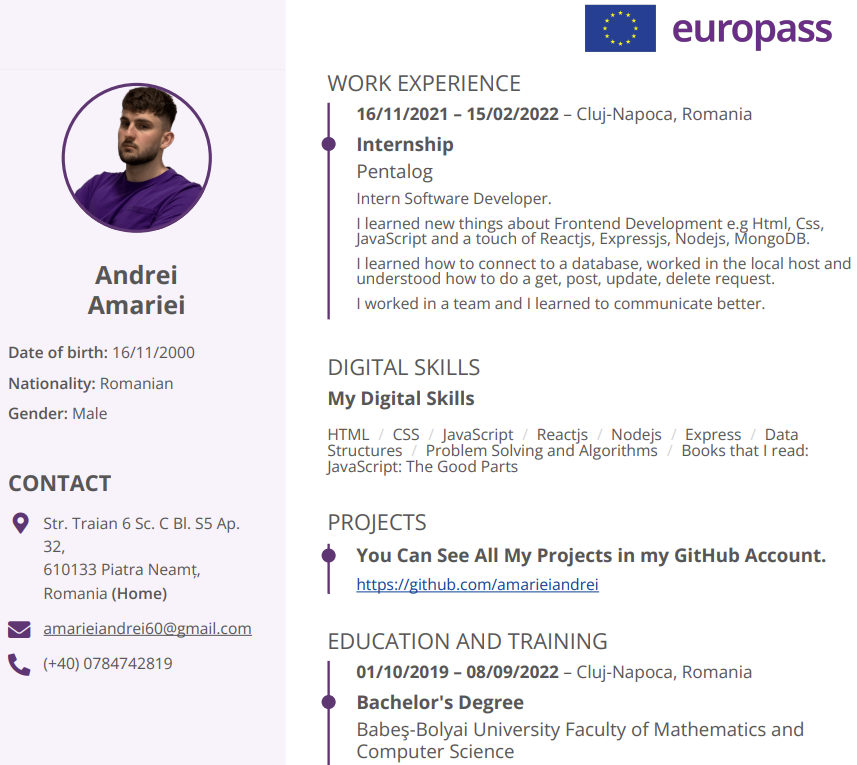 europass
Andrei
Amariei
Date of birth: 16/11/2000
Nationality: Romanian
Gender: Male
CONTACT
Str. Traian 6 Sc. C Bl. S5 Ap.
32,
610133 Piatra Neamț,
Romania (Home)
amarieiandrei60@gmail.com
(+40) 0784742819
WORK EXPERIENCE
16/11/2021 – 15/02/2022 – Cluj-Napoca, Romania
Internship
Pentalog
Intern Software Developer.
I learned new things about Frontend Development e.g Html, Css,
JavaScript and a touch of Reactjs, Expressjs, Nodejs, MongoDB.
I learned how to connect to a database, worked in the local host and
understood how to do a get, post, update, delete request.
I worked in a team and I learned to communicate better.
DIGITAL SKILLS
My Digital Skills
HTML / CSS / JavaScript / Reactjs / Nodejs / Express / Data
Structures / Problem Solving and Algorithms / Books that I read:
JavaScript: The Good Parts
PROJECTS
You Can See All My Projects in my GitHub Account.
https://github.com/amarieiandrei
EDUCATION AND TRAINING
01/10/2019 – 08/09/2022 – Cluj-Napoca, Romania
Bachelor's Degree
Babeş-Bolyai University Faculty of Mathematics and
Computer Science